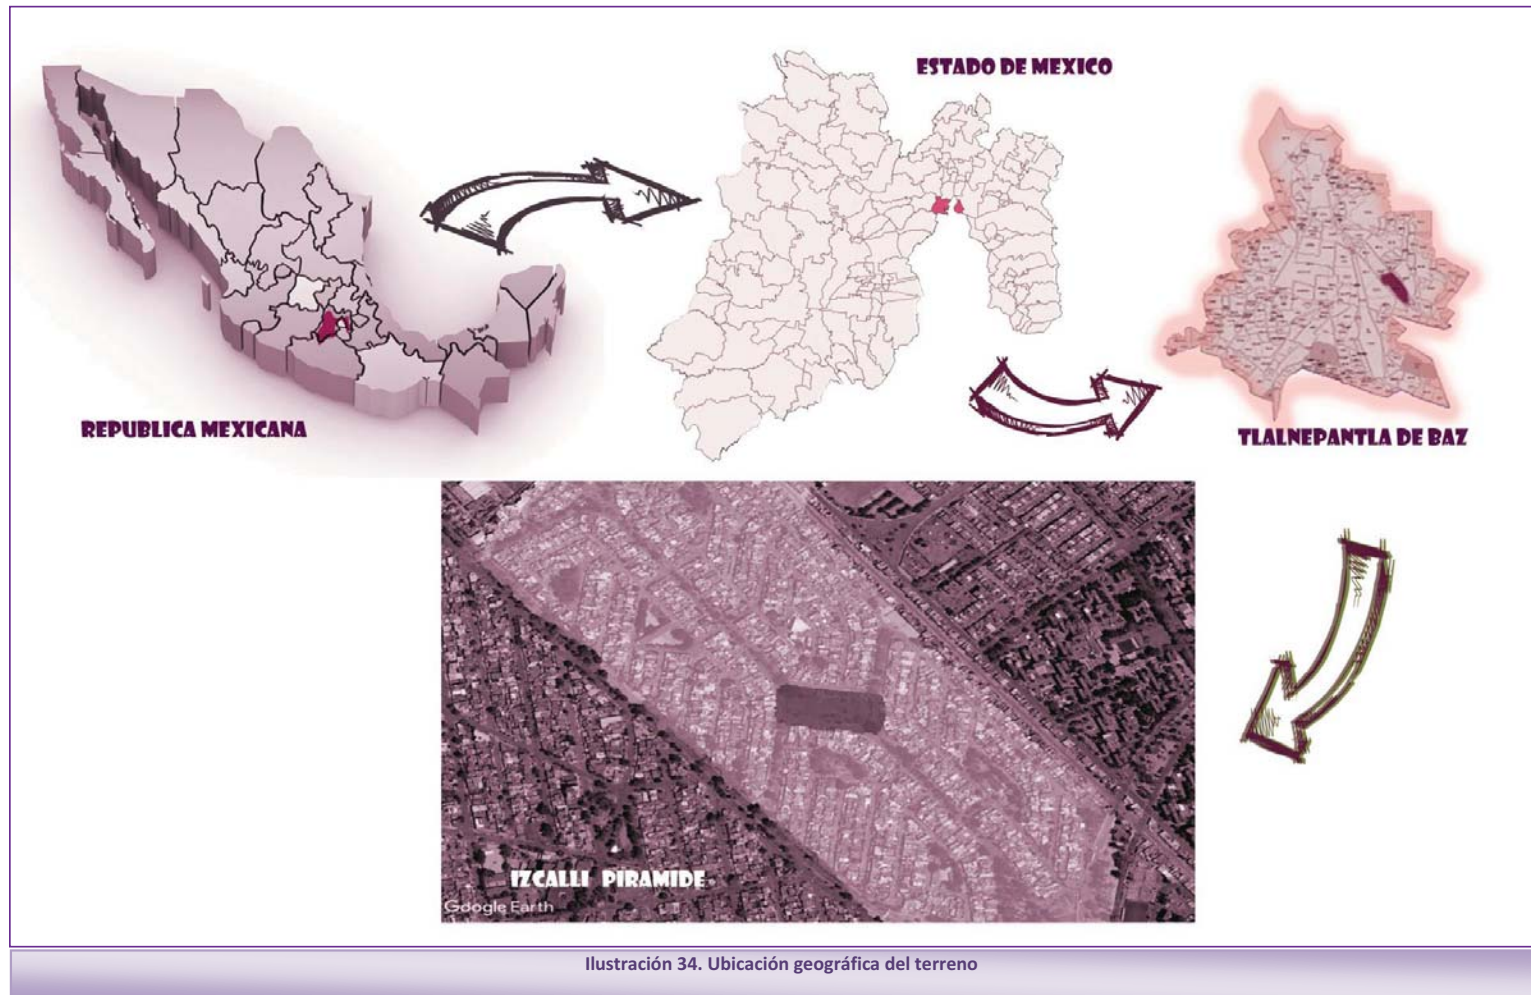 ESTADO DE MEXICO
REPUBLICA MEXICANA
TLALNEPANTLA DE BAZ
IZCALLI PIRAMIDE
Google Earth
Ilustración 34. Ubicación geográfica del terreno